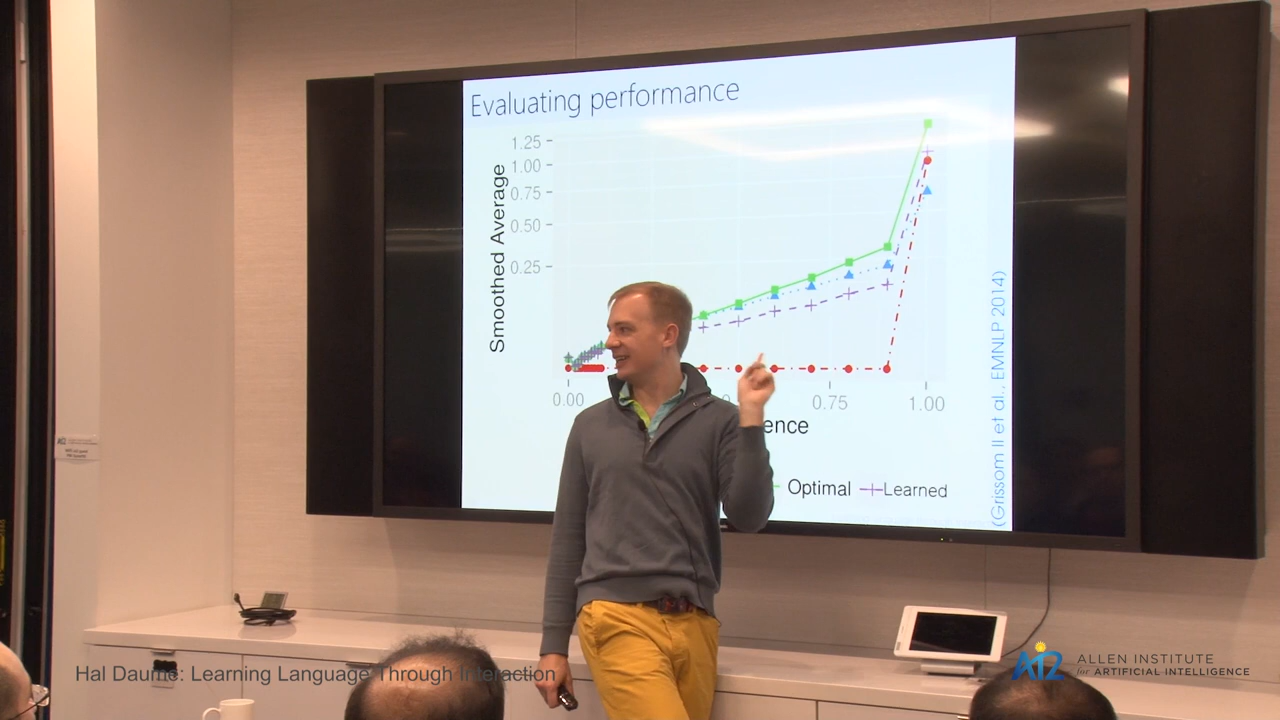 Evaluating performance
1.25
1.00
0.75
0.50
0.25
Smoothed Average
0.00
0.75
1.00
ence
Optimal
Learned
(Grissom II et al., EMNLP 2014)
Hal Daumé: Learning Language Through Interaction
AI2
ALLEN INSTITUTE
for ARTIFICIAL INTELLIGENCE